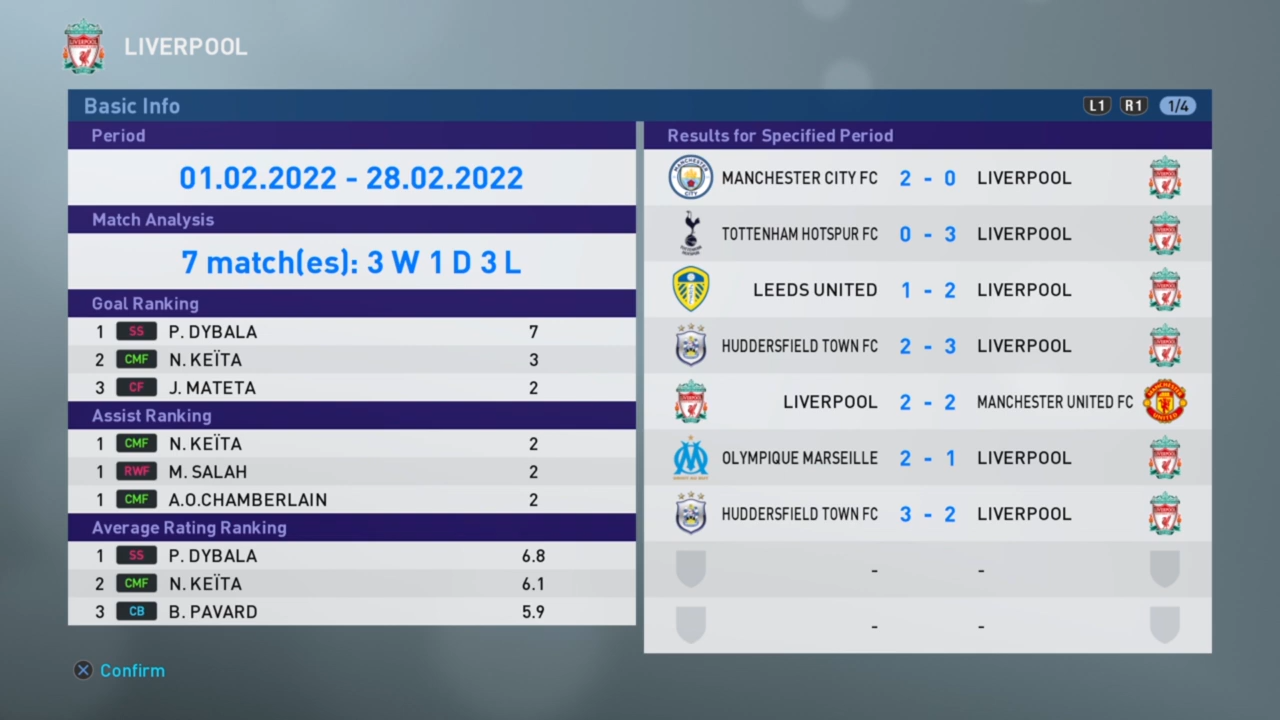 LIVERPOOL
Basic Info
L1 R1 1/4
Period
01.02.2022 - 28.02.2022
Match Analysis
7 match(es): 3 W 1 D 3 L
Goal Ranking
1 SS P. DYBALA 7
2 CMF N. KEÏTA 3
3 CF J. MATETA 2
Assist Ranking
1 CMF N. KEÏTA 2
1 RWF M. SALAH 2
1 CMF A.O.CHAMBERLAIN 2
Average Rating Ranking
1 SS P. DYBALA 6.8
2 CMF N. KEÏTA 6.1
3 CB B. PAVARD 5.9
Results for Specified Period
MANCHESTER CITY FC 2 - 0 LIVERPOOL
TOTTENHAM HOTSPUR FC 0 - 3 LIVERPOOL
LEEDS UNITED 1 - 2 LIVERPOOL
HUDDERSFIELD TOWN FC 2 - 3 LIVERPOOL
LIVERPOOL 2 - 2 MANCHESTER UNITED FC
OLYMPIQUE MARSEILLE 2 - 1 LIVERPOOL
HUDDERSFIELD TOWN FC 3 - 2 LIVERPOOL
- -
- -
Confirm